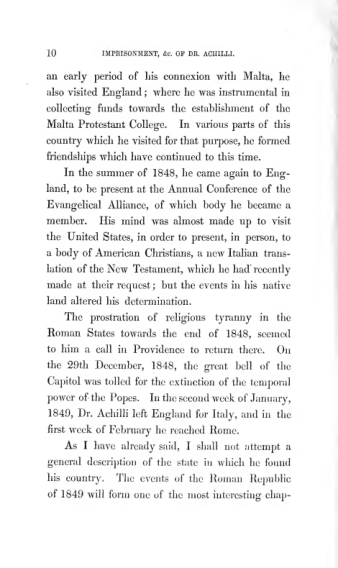 10 IMPRISONMENT, &c. OF DR. ACHILLI.
an early period of his connexion with Malta, he
also visited England; where he was instrumental in
collecting funds towards the establishment of the
Malta Protestant College. In various parts of this
country which he visited for that purpose, he formed
friendships which have continued to this time.
In the summer of 1848, he came again to Eng-
land, to be present at the Annual Conference of the
Evangelical Alliance, of which body he became a
member. His mind was almost made up to visit
the United States, in order to present, in person, to
a body of American Christians, a new Italian trans-
lation of the New Testament, which he had recently
made at their request; but the events in his native
land altered his determination.
The prostration of religious tyranny in the
Roman States towards the end of 1848, seemed
to him a call in Providence to return there. On
the 29th December, 1848, the great bell of the
Capitol was tolled for the extinction of the temporal
power of the Popes. In the second week of January,
1849, Dr. Achilli left England for Italy, and in the
first week of February he reached Rome.
As I have already said, I shall not attempt a
general description of the state in which he found
his country. The events of the Roman Republic
of 1849 will form one of the most interesting chap-